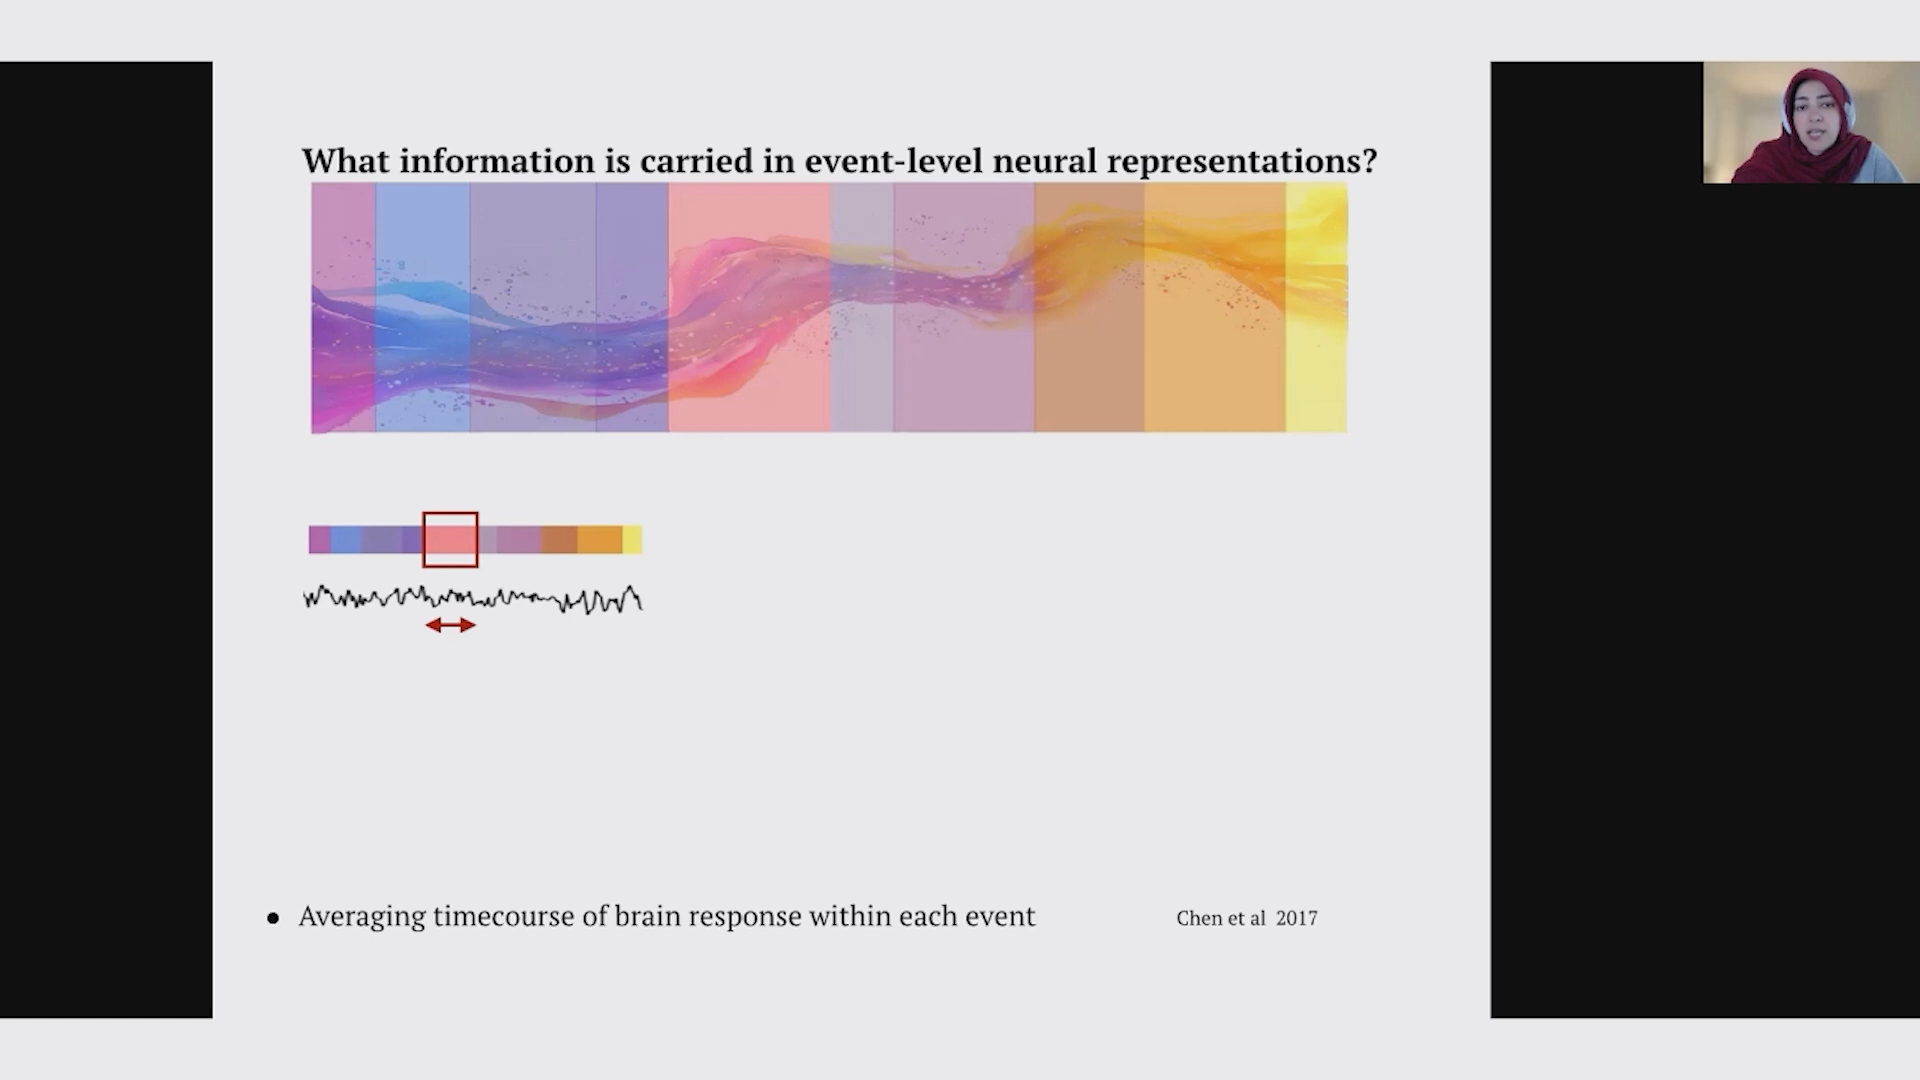 What information is carried in event-level neural representations?
● Averaging timecourse of brain response within each event
Chen et al 2017